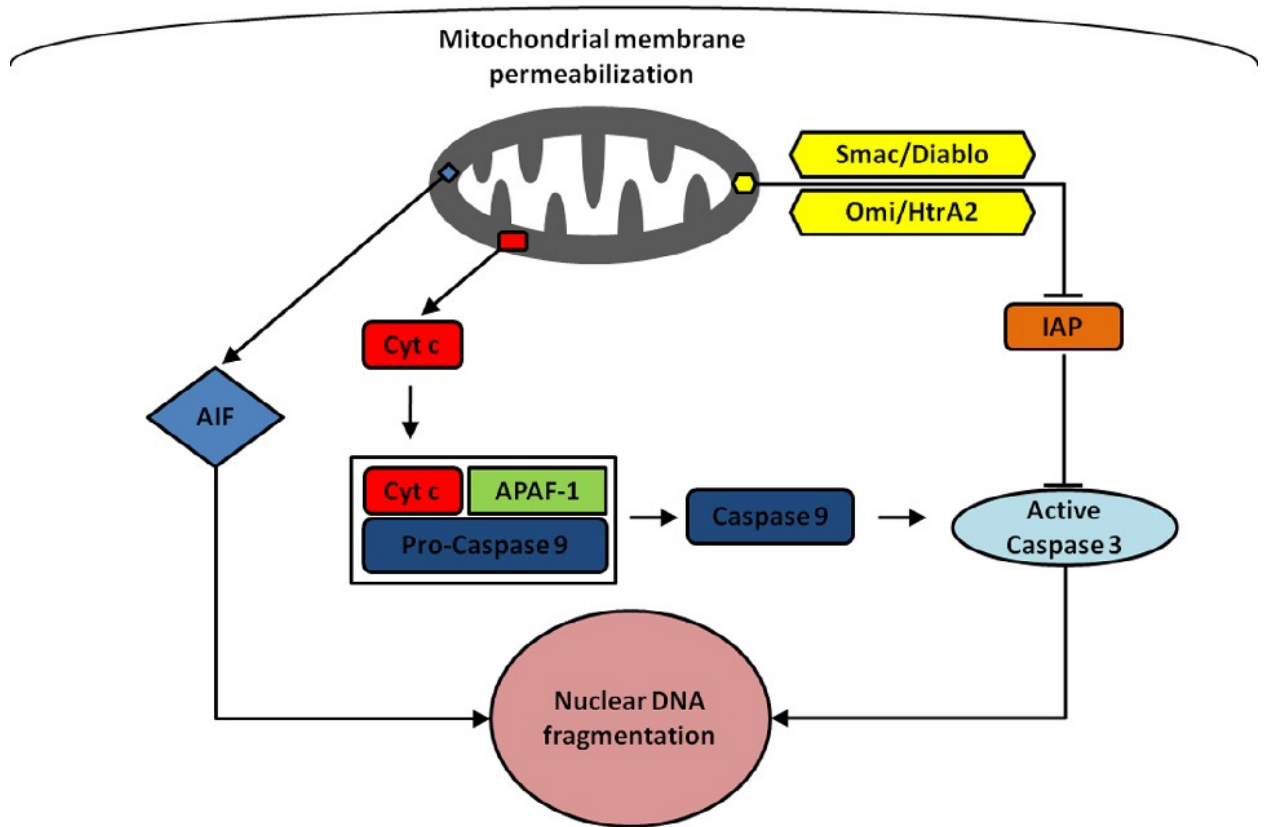 Mitochondrial membrane
permeabilization
Smac/Diablo
Omi/HtrA2
IAP
Cyt c
AIF
Cyt c
APAF-1
Pro-Caspase 9
Caspase 9
Active
Caspase 3
Nuclear DNA
fragmentation